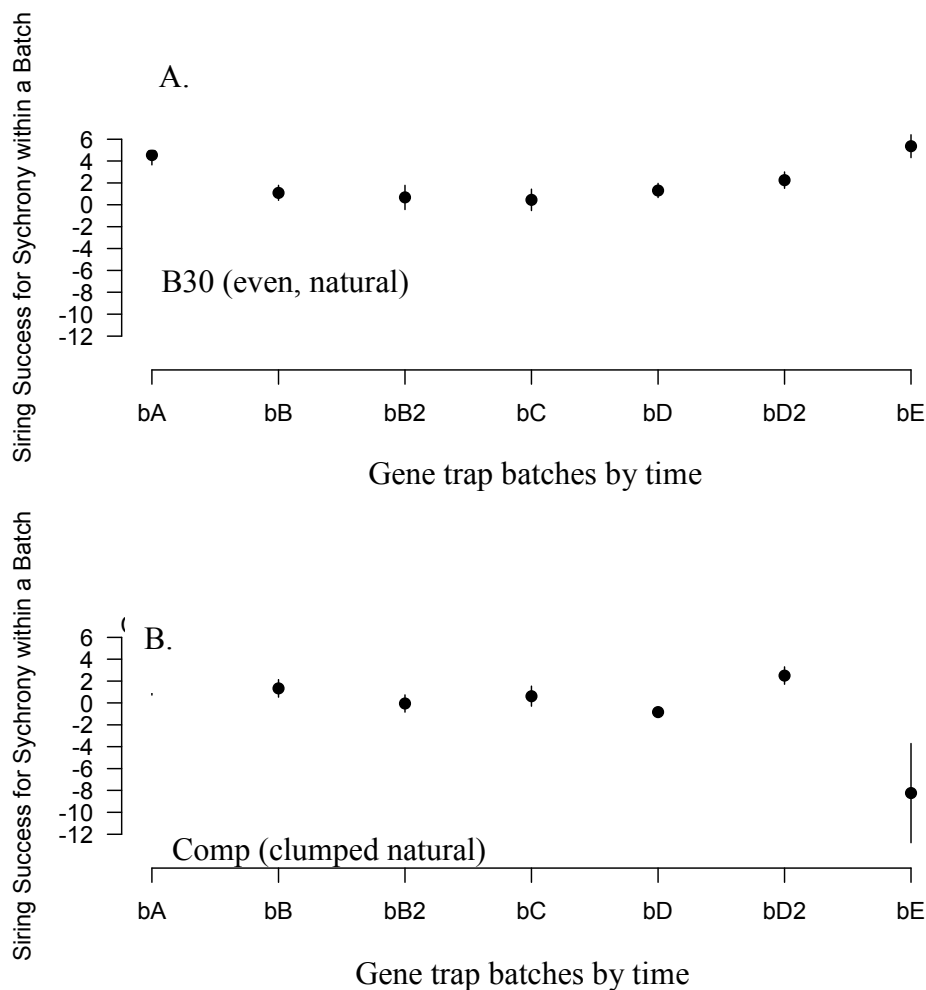 Siring Success for Sychrony within a Batch
A.
6
4
2
0
-2
-4
-6
-8
-10
-12
B30 (even, natural)
bA bB bB2 bC bD bD2 bE
Gene trap batches by time
Siring Success for Sychrony within a Batch
B.
6
4
2
0
-2
-4
-6
-8
-10
-12
Comp (clumped natural)
bA bB bB2 bC bD bD2 bE
Gene trap batches by time